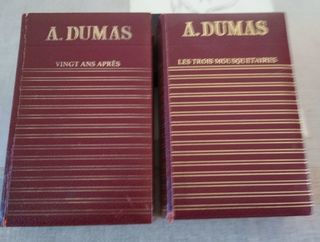 A. DUMAS
VINGT ANS APRÈS
A. DUMAS
LES TROIS MOUSQUETAIRES